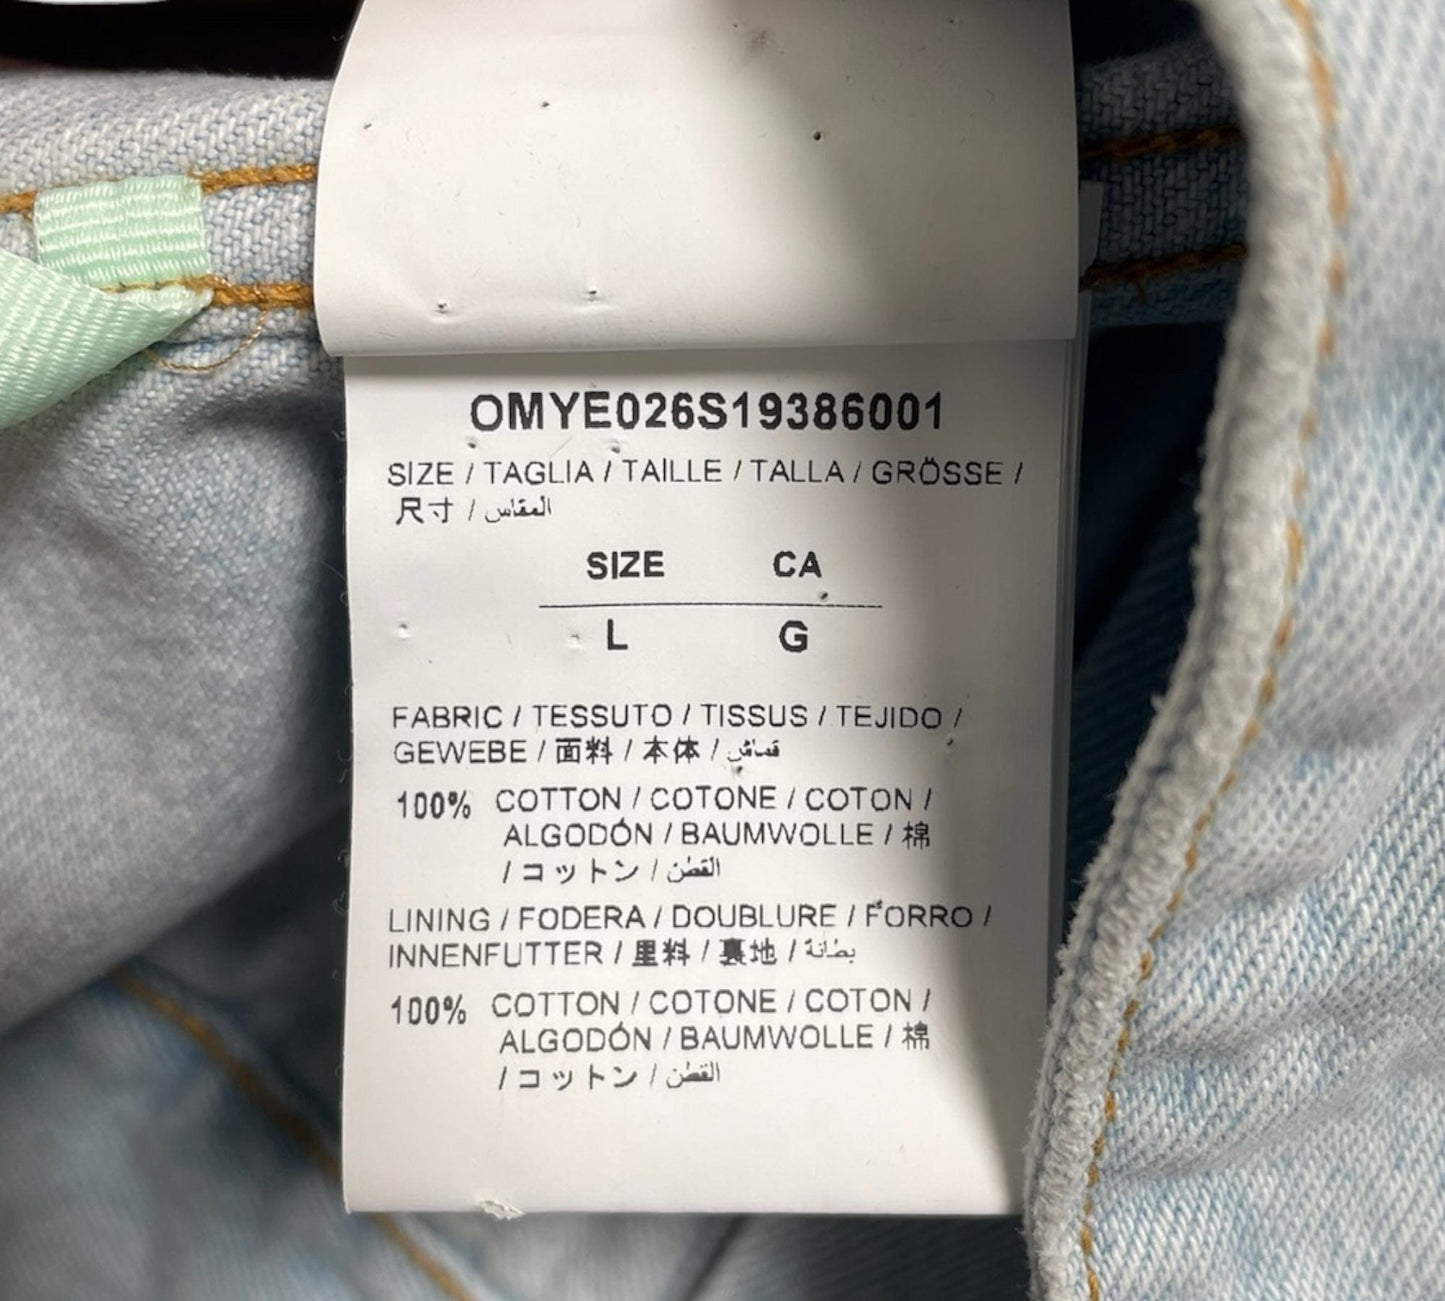 OMYE026S19386001
SIZE / TAGLIA / TAILLE / TALLA / GRÖSSE /
尺寸 / المقاس
SIZE CA
L G
FABRIC / TESSUTO / TISSUS / TEJIDO /
GEWEBE / 面料 / 本体 / قماش
100% COTTON / COTONE / COTON /
ALGODÓN / BAUMWOLLE / 棉
/ コットン / القطن
LINING / FODERA / DOUBLURE / FORRO /
INNENFUTTER / 里料 / 裏地 / بطانة
100% COTTON / COTONE / COTON /
ALGODÓN / BAUMWOLLE / 棉
/ コットン / القطن